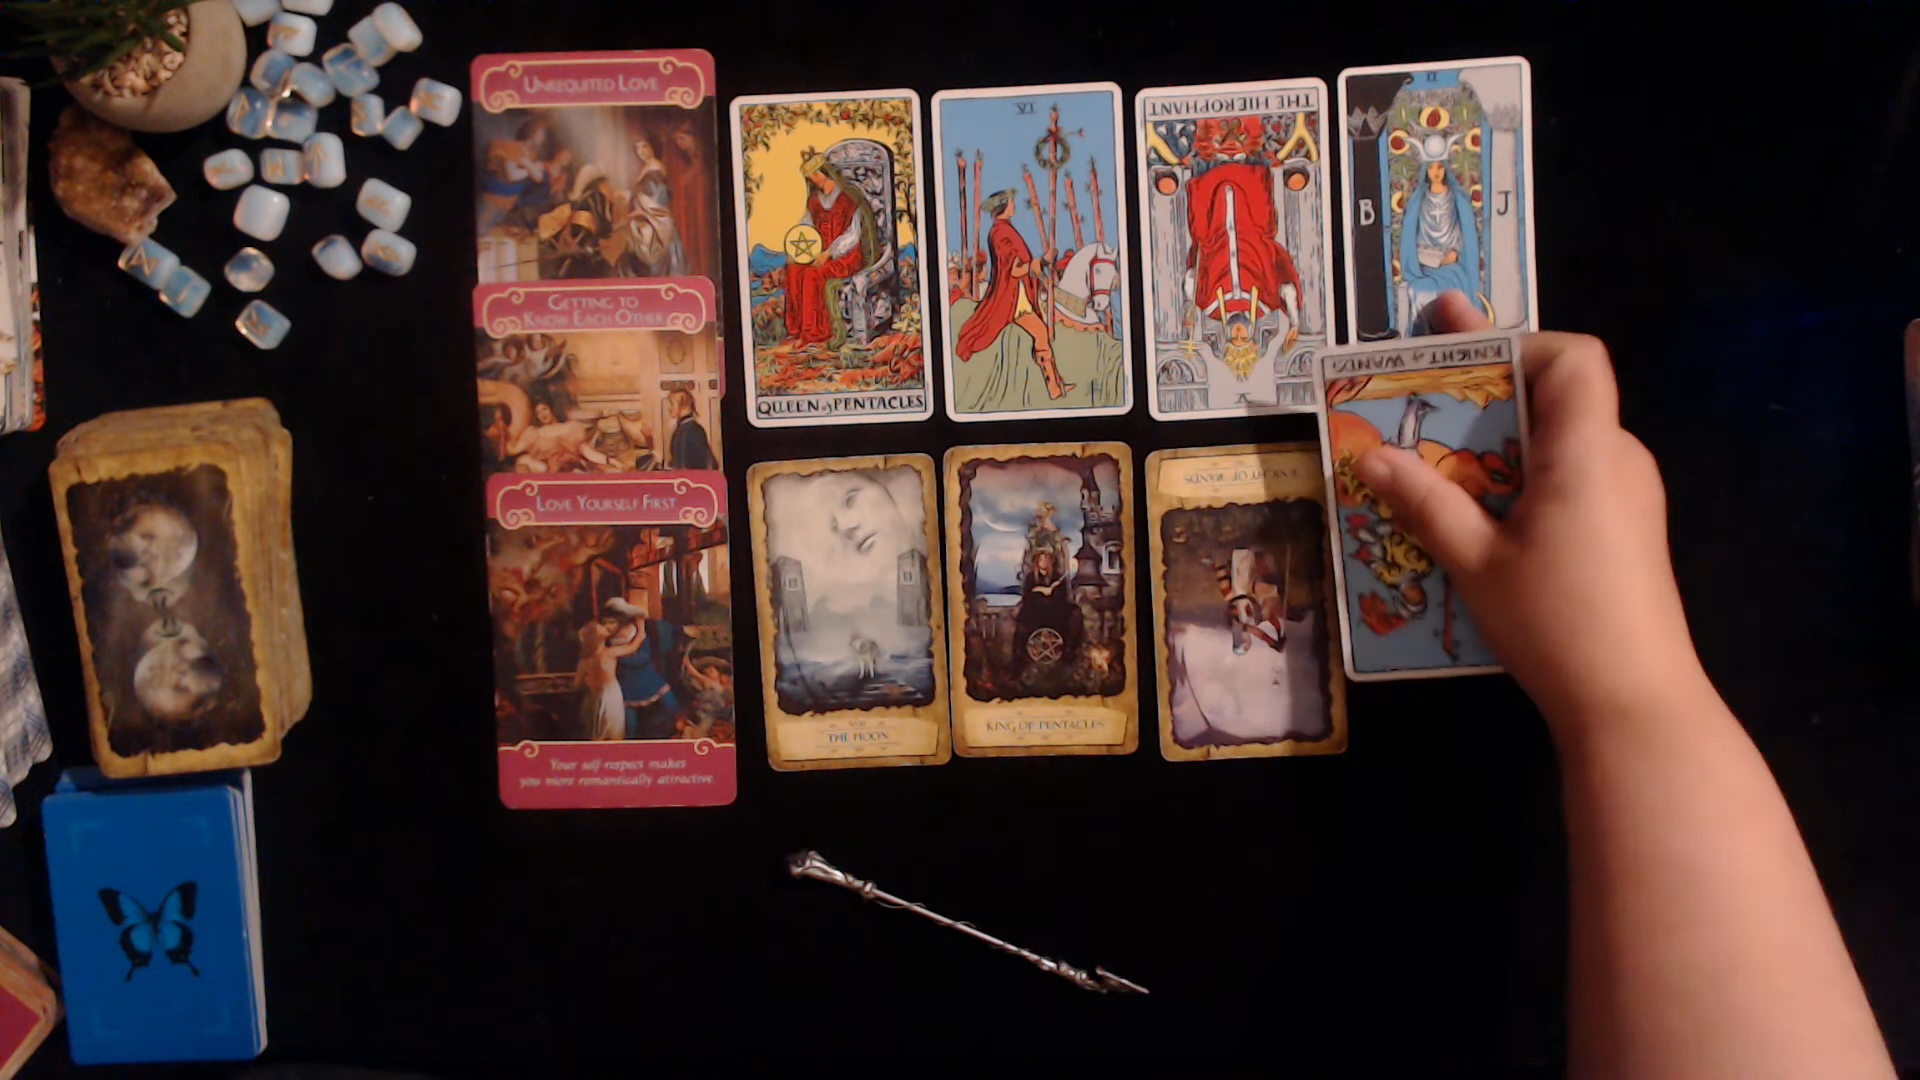 UNREQUITED LOVE
GETTING TO
KNOW EACH OTHER
LOVE YOURSELF FIRST
Your self-respect makes
you more romantically attractive
QUEEN of PENTACLES
VI
THE HIEROPHANT
V
II
B
J
KNIGHT of WANDS
THE MOON
KING OF PENTACLES
KNIGHT OF WANDS